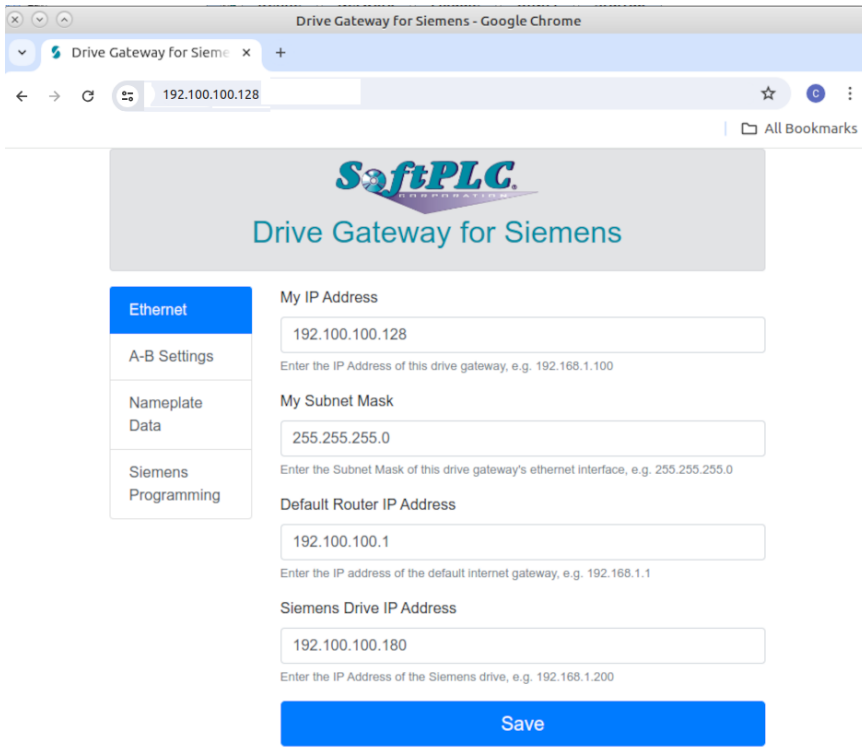 Drive Gateway for Siemens - Google Chrome
Drive Gateway for Sieme
192.100.100.128
C
All Bookmarks
SoftPLC.
CORPORATION
Drive Gateway for Siemens
Ethernet
A-B Settings
Nameplate
Data
Siemens
Programming
My IP Address
192.100.100.128
Enter the IP Address of this drive gateway, e.g. 192.168.1.100
My Subnet Mask
255.255.255.0
Enter the Subnet Mask of this drive gateway's ethernet interface, e.g. 255.255.255.0
Default Router IP Address
192.100.100.1
Enter the IP address of the default internet gateway, e.g. 192.168.1.1
Siemens Drive IP Address
192.100.100.180
Enter the IP Address of the Siemens drive, e.g. 192.168.1.200
Save